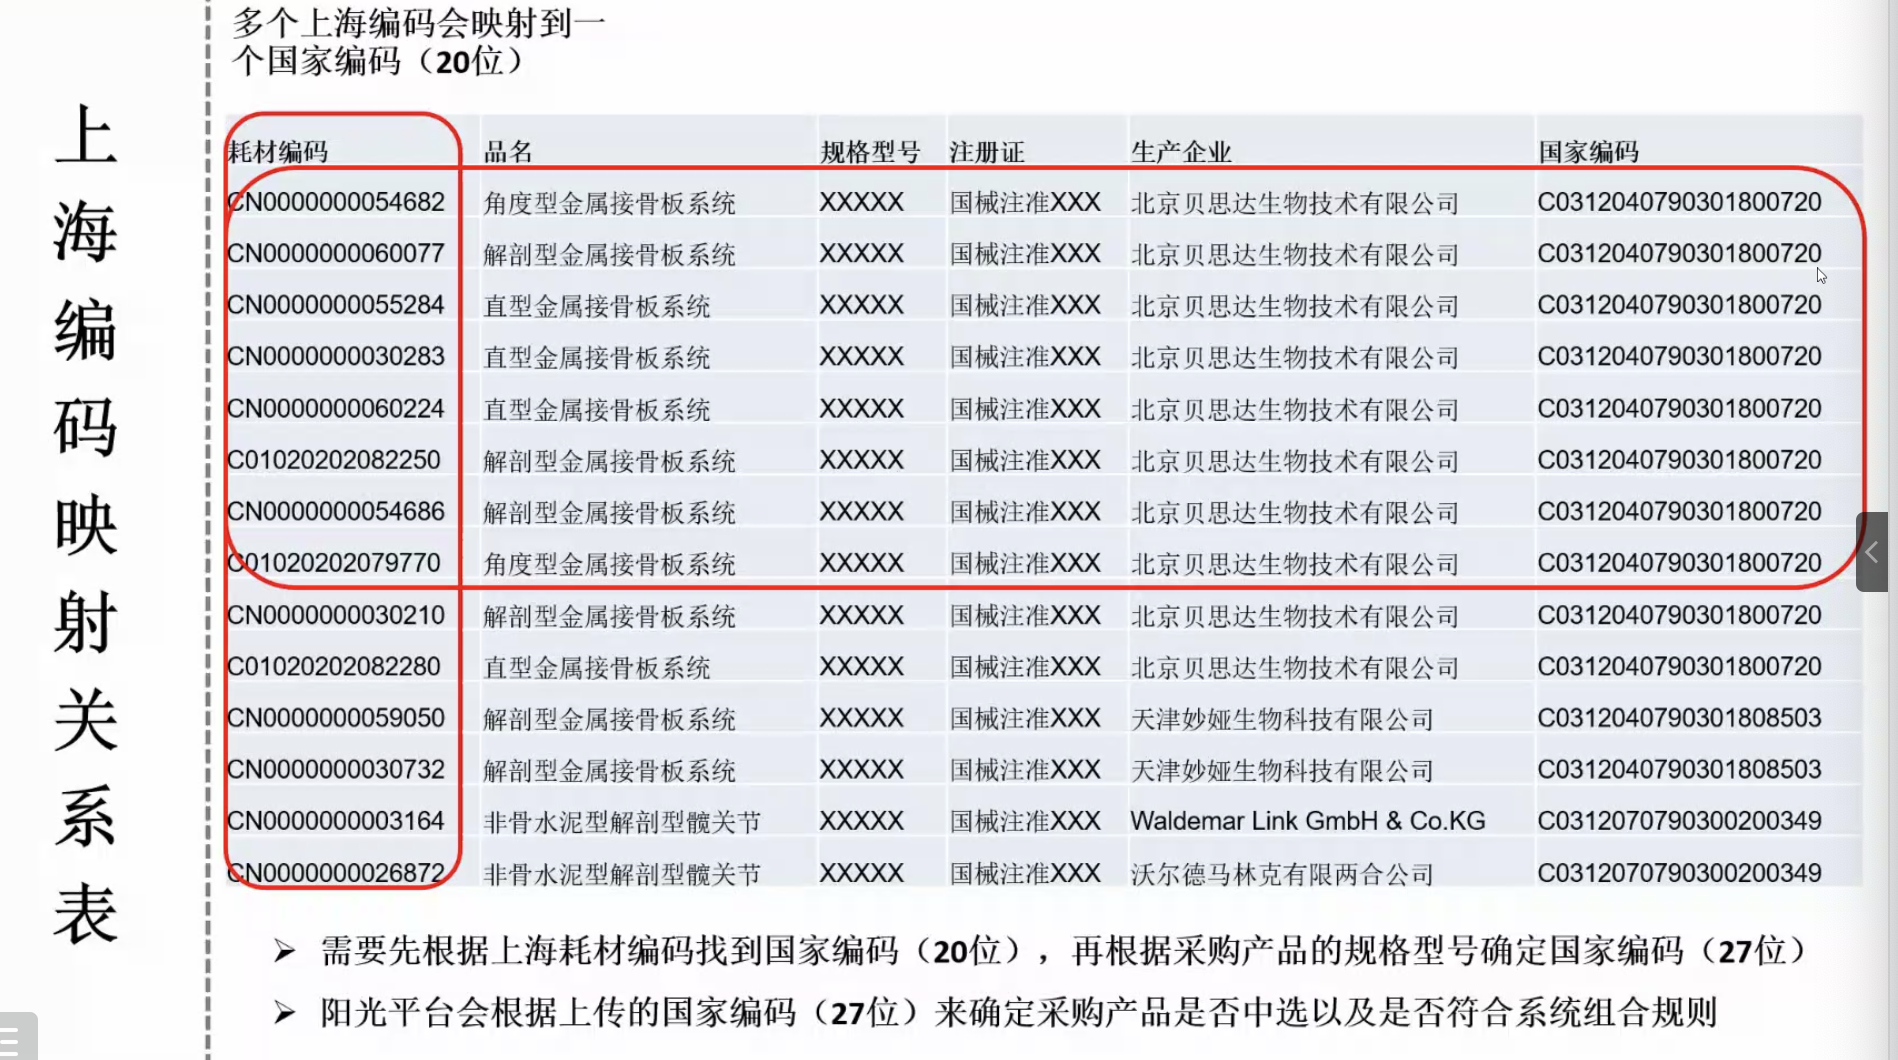 多个上海编码会映射到一
个国家编码（20位）
上海编码映射关系表
耗材编码 品名 规格型号 注册证 生产企业 国家编码
CN0000000054682 角度型金属接骨板系统 XXXXX 国械注准XXX 北京贝思达生物技术有限公司 C0312040790301800720
CN0000000060077 解剖型金属接骨板系统 XXXXX 国械注准XXX 北京贝思达生物技术有限公司 C0312040790301800720
CN0000000055284 直型金属接骨板系统 XXXXX 国械注准XXX 北京贝思达生物技术有限公司 C0312040790301800720
CN0000000030283 直型金属接骨板系统 XXXXX 国械注准XXX 北京贝思达生物技术有限公司 C0312040790301800720
CN0000000060224 直型金属接骨板系统 XXXXX 国械注准XXX 北京贝思达生物技术有限公司 C0312040790301800720
C01020202082250 解剖型金属接骨板系统 XXXXX 国械注准XXX 北京贝思达生物技术有限公司 C0312040790301800720
CN0000000054686 解剖型金属接骨板系统 XXXXX 国械注准XXX 北京贝思达生物技术有限公司 C0312040790301800720
C01020202079770 角度型金属接骨板系统 XXXXX 国械注准XXX 北京贝思达生物技术有限公司 C0312040790301800720
CN0000000030210 解剖型金属接骨板系统 XXXXX 国械注准XXX 北京贝思达生物技术有限公司 C0312040790301800720
C01020202082280 直型金属接骨板系统 XXXXX 国械注准XXX 北京贝思达生物技术有限公司 C0312040790301800720
CN0000000059050 解剖型金属接骨板系统 XXXXX 国械注准XXX 天津妙娅生物科技有限公司 C0312040790301808503
CN0000000030732 解剖型金属接骨板系统 XXXXX 国械注准XXX 天津妙娅生物科技有限公司 C0312040790301808503
CN0000000003164 非骨水泥型解剖型髋关节 XXXXX 国械注准XXX Waldemar Link GmbH & Co.KG C0312070790300200349
CN0000000026872 非骨水泥型解剖型髋关节 XXXXX 国械注准XXX 沃尔德马林克有限两合公司 C0312070790300200349
➢ 需要先根据上海耗材编码找到国家编码（20位），再根据采购产品的规格型号确定国家编码（27位）
➢ 阳光平台会根据上传的国家编码（27位）来确定采购产品是否中选以及是否符合系统组合规则